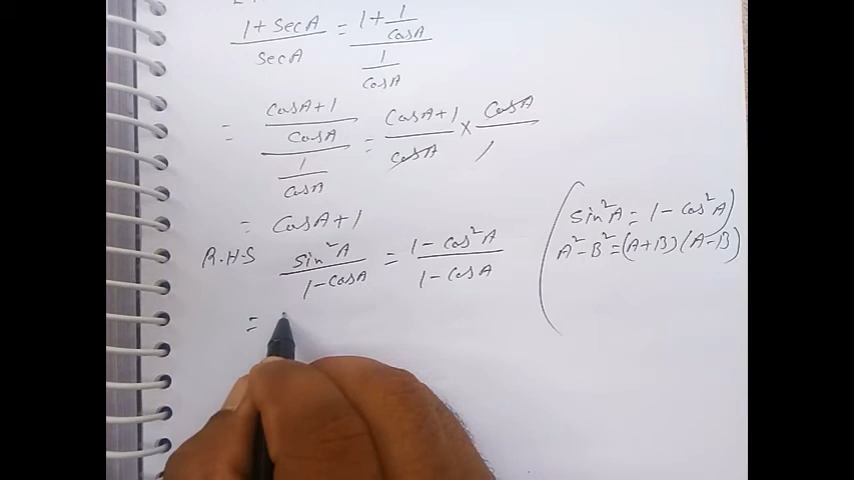 1 + secA / secA = 1 + 1/cosA / 1/cosA
= cosA+1 / cosA / 1/cosA = cosA+1 / cosA × cosA / 1
= cosA+1
R.H.S sin²A / 1-cosA = 1-cos²A / 1-cosA
=
(sin²A = 1-cos²A)
A²-B² = (A+B)(A-B)